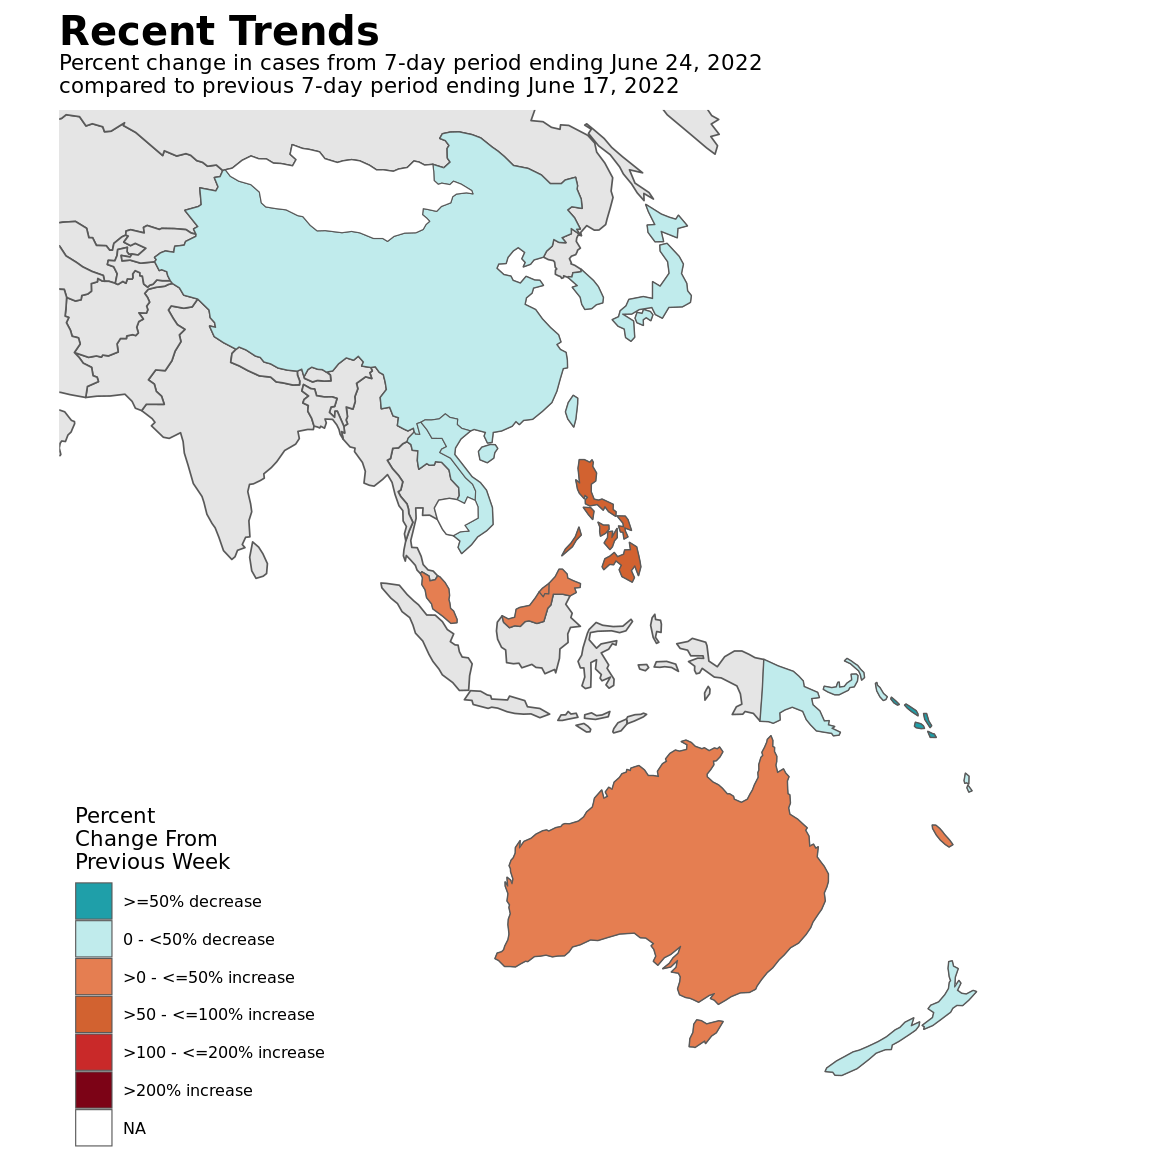 Recent Trends
Percent change in cases from 7-day period ending June 24, 2022
compared to previous 7-day period ending June 17, 2022
Percent
Change From
Previous Week
>=50% decrease
0 - <50% decrease
>0 - <=50% increase
>50 - <=100% increase
>100 - <=200% increase
>200% increase
NA